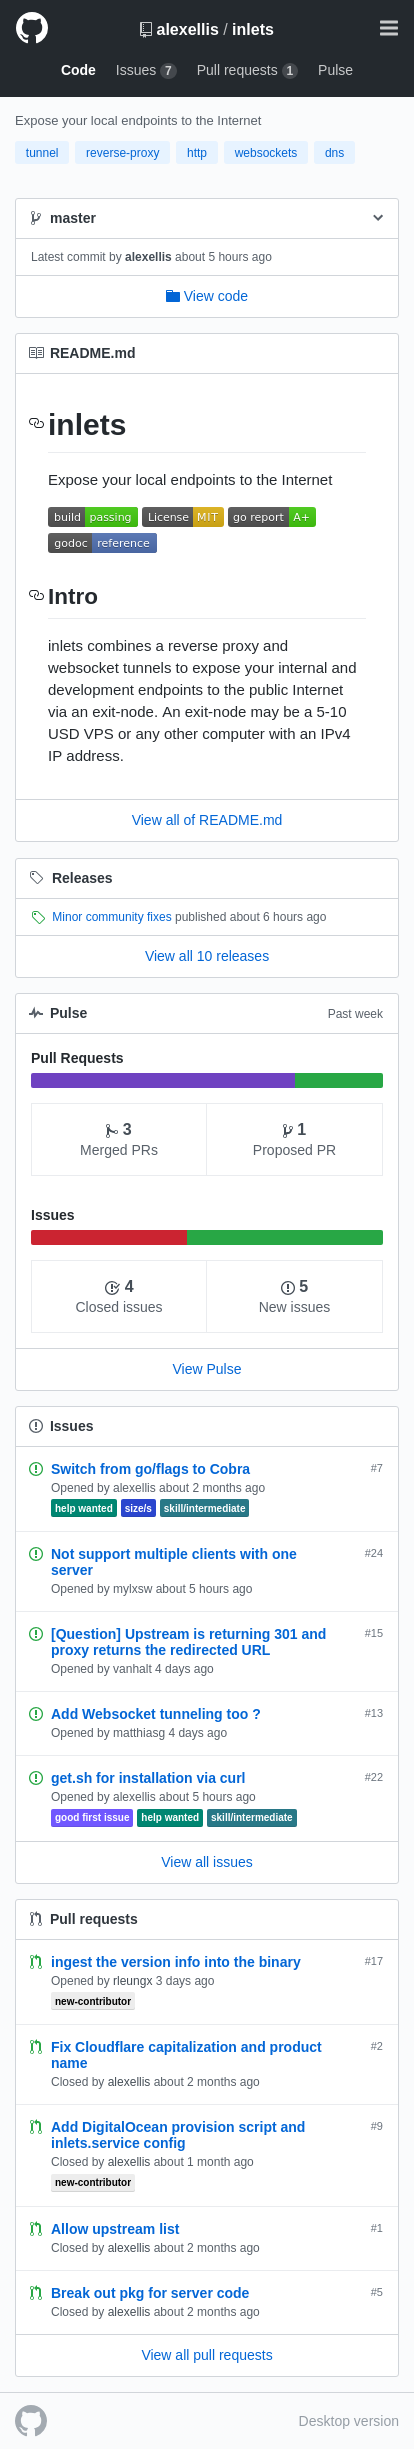 alexellis / inlets
Code Issues 7 Pull requests 1 Pulse
Expose your local endpoints to the Internet
tunnel reverse-proxy http websockets dns
master
Latest commit by alexellis about 5 hours ago
View code
README.md
inlets
Expose your local endpoints to the Internet
build passing License MIT go report A+
godoc reference
Intro
inlets combines a reverse proxy and
websocket tunnels to expose your internal and
development endpoints to the public Internet
via an exit-node. An exit-node may be a 5-10
USD VPS or any other computer with an IPv4
IP address.
View all of README.md
Releases
Minor community fixes published about 6 hours ago
View all 10 releases
Pulse Past week
Pull Requests
3 1
Merged PRs Proposed PR
Issues
4 5
Closed issues New issues
View Pulse
Issues
Switch from go/flags to Cobra #7
Opened by alexellis about 2 months ago
help wanted size/s skill/intermediate
Not support multiple clients with one #24
server
Opened by mylxsw about 5 hours ago
[Question] Upstream is returning 301 and #15
proxy returns the redirected URL
Opened by vanhalt 4 days ago
Add Websocket tunneling too ? #13
Opened by matthiasg 4 days ago
get.sh for installation via curl #22
Opened by alexellis about 5 hours ago
good first issue help wanted skill/intermediate
View all issues
Pull requests
ingest the version info into the binary #17
Opened by rleungx 3 days ago
new-contributor
Fix Cloudflare capitalization and product #2
name
Closed by alexellis about 2 months ago
Add DigitalOcean provision script and #9
inlets.service config
Closed by alexellis about 1 month ago
new-contributor
Allow upstream list #1
Closed by alexellis about 2 months ago
Break out pkg for server code #5
Closed by alexellis about 2 months ago
View all pull requests
Desktop version